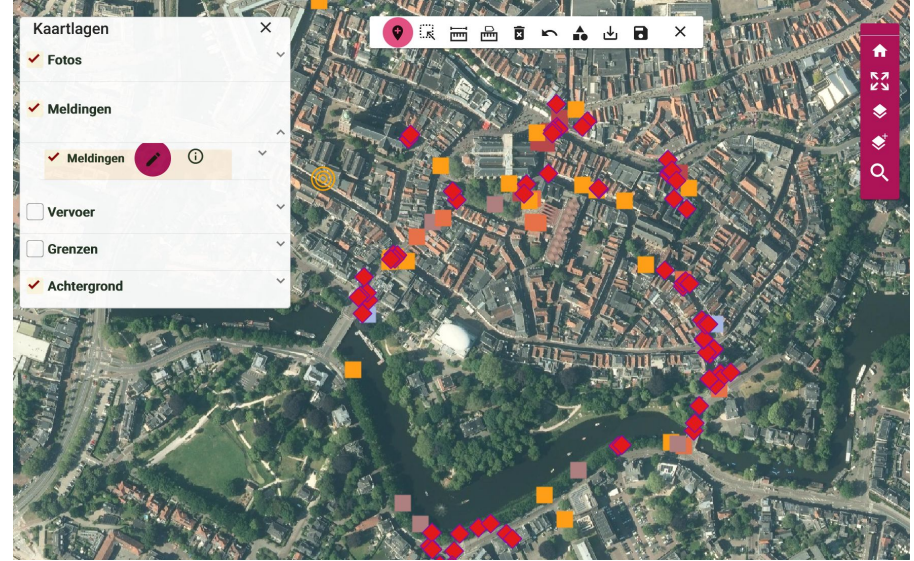 Kaartlagen
Fotos
Meldingen
Meldingen
Vervoer
Grenzen
Achtergrond